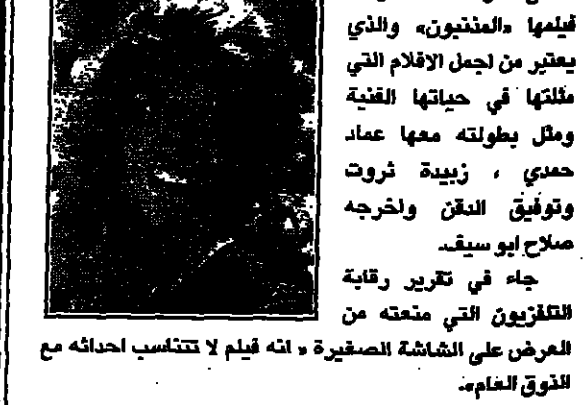 فيلمها «المذنبون» والذي
يعتبر من اجمل الافلام التي
مثلتها في حياتها الفنية
ومثل بطولته معها عماد
حمدي ، زبيدة ثروت
وتوفيق الدقن واخرجه
صلاح ابو سيف.
جاء في تقرير رقابة
التلفزيون التي منعته من
العرض على الشاشة الصغيرة « انه فيلم لا تتناسب احداثه مع
الذوق العام».